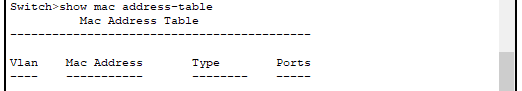 Switch>show mac address-table
          Mac Address Table
-------------------------------------------

Vlan    Mac Address       Type        Ports
----    -----------       --------    -----